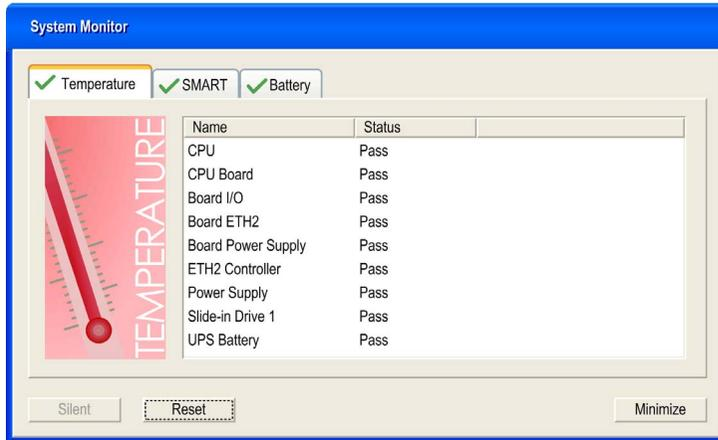 System Monitor
Temperature SMART Battery
TEMPERATURE
Name Status
CPU Pass
CPU Board Pass
Board I/O Pass
Board ETH2 Pass
Board Power Supply Pass
ETH2 Controller Pass
Power Supply Pass
Slide-in Drive 1 Pass
UPS Battery Pass
Silent Reset Minimize